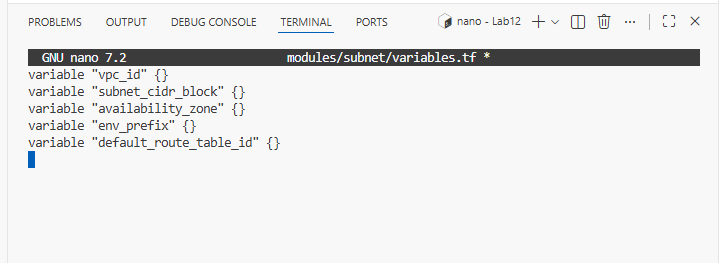 PROBLEMS OUTPUT DEBUG CONSOLE TERMINAL PORTS nano - Lab12
GNU nano 7.2 modules/subnet/variables.tf *
variable "vpc_id" {}
variable "subnet_cidr_block" {}
variable "availability_zone" {}
variable "env_prefix" {}
variable "default_route_table_id" {}